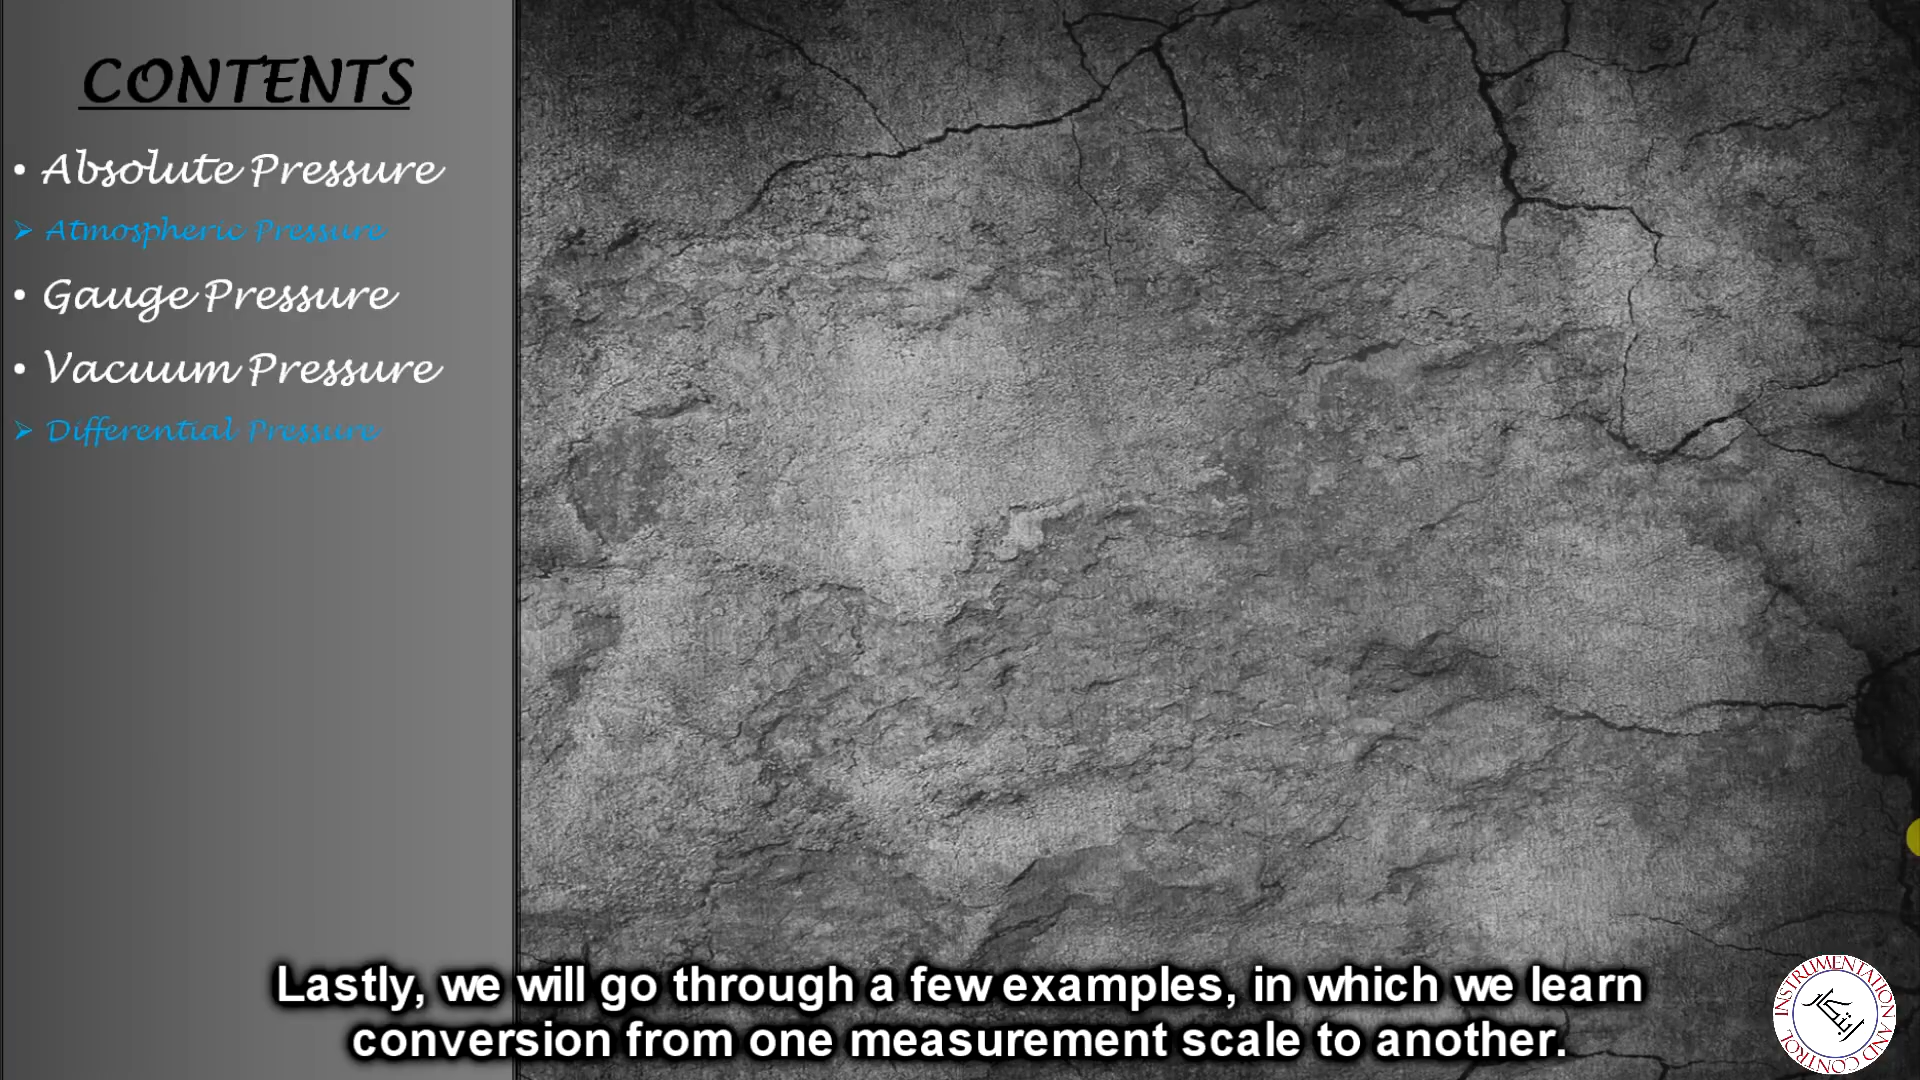 CONTENTS
• Absolute Pressure
➢ Atmospheric Pressure
• Gauge Pressure
• Vacuum Pressure
➢ Differential Pressure
Lastly, we will go through a few examples, in which we learn
conversion from one measurement scale to another.
INSTRUMENTATION AND CONTROL
ابتکار